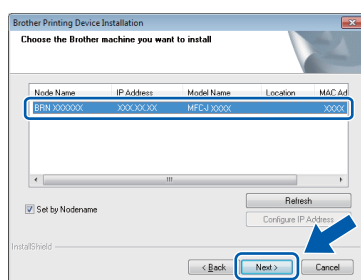 Brother Printing Device Installation
Choose the Brother machine you want to install
Node Name IP Address Model Name Location MAC Ad
BRN XXXXXX XXX.XX.XX MFC-J XXXX XXXX
Set by Nodename
Refresh
Configure IP Address
InstallShield
< Back Next > Cancel